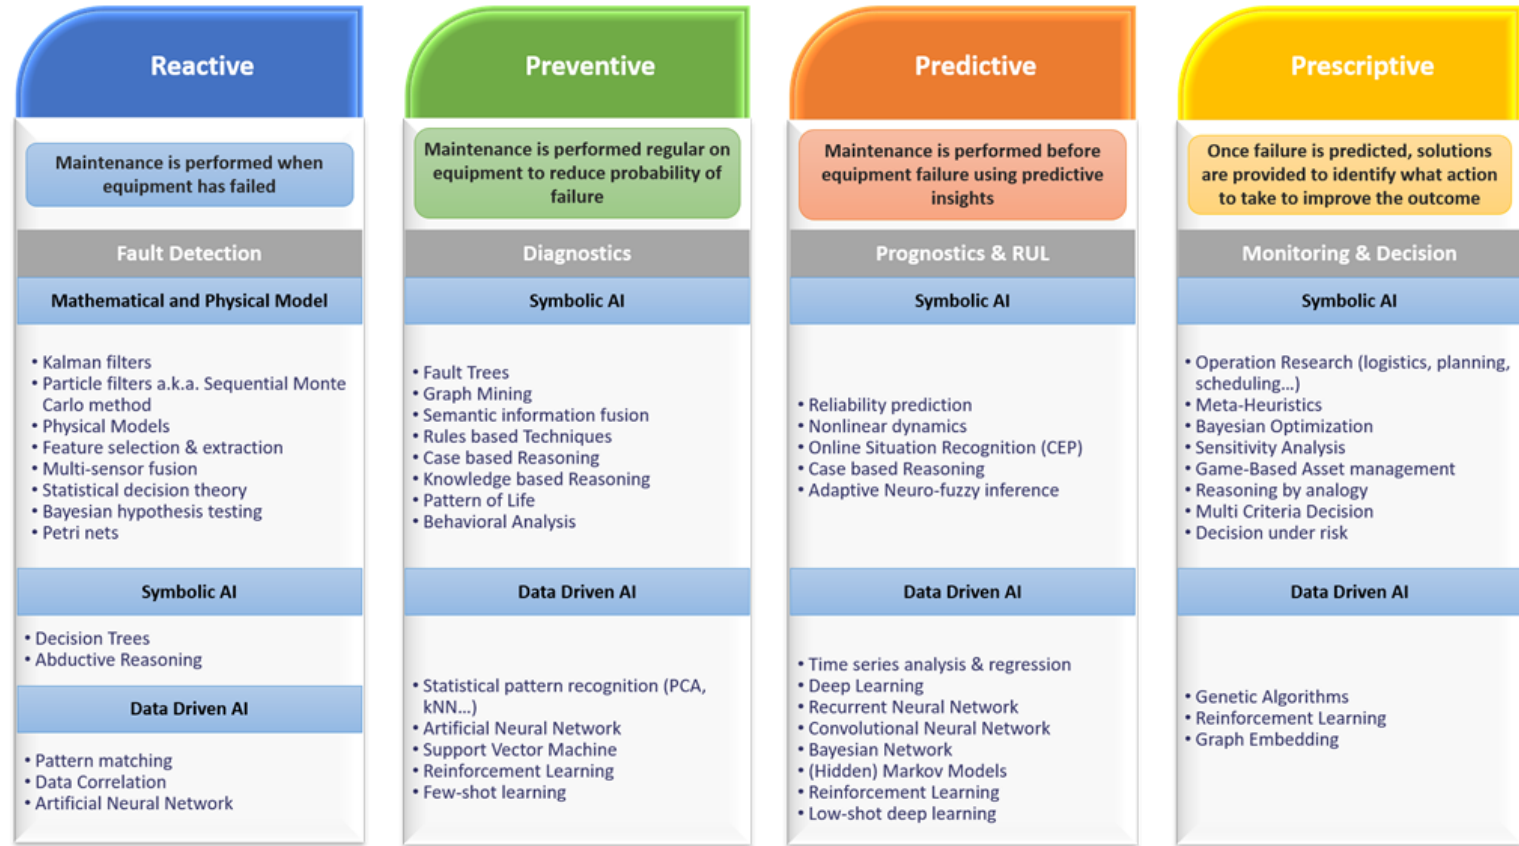 Reactive
Maintenance is performed when
equipment has failed
Fault Detection
Mathematical and Physical Model
• Kalman filters
• Particle filters a.k.a. Sequential Monte
Carlo method
• Physical Models
• Feature selection & extraction
• Multi-sensor fusion
• Statistical decision theory
• Bayesian hypothesis testing
• Petri nets
Symbolic AI
• Decision Trees
• Abductive Reasoning
Data Driven AI
• Pattern matching
• Data Correlation
• Artificial Neural Network
Preventive
Maintenance is performed regular on
equipment to reduce probability of
failure
Diagnostics
Symbolic AI
• Fault Trees
• Graph Mining
• Semantic information fusion
• Rules based Techniques
• Case based Reasoning
• Knowledge based Reasoning
• Pattern of Life
• Behavioral Analysis
Data Driven AI
• Statistical pattern recognition (PCA,
kNN...)
• Artificial Neural Network
• Support Vector Machine
• Reinforcement Learning
• Few-shot learning
Predictive
Maintenance is performed before
equipment failure using predictive
insights
Prognostics & RUL
Symbolic AI
• Reliability prediction
• Nonlinear dynamics
• Online Situation Recognition (CEP)
• Case based Reasoning
• Adaptive Neuro-fuzzy inference
Data Driven AI
• Time series analysis & regression
• Deep Learning
• Recurrent Neural Network
• Convolutional Neural Network
• Bayesian Network
• (Hidden) Markov Models
• Reinforcement Learning
• Low-shot deep learning
Prescriptive
Once failure is predicted, solutions
are provided to identify what action
to take to improve the outcome
Monitoring & Decision
Symbolic AI
• Operation Research (logistics, planning,
scheduling...)
• Meta-Heuristics
• Bayesian Optimization
• Sensitivity Analysis
• Game-Based Asset management
• Reasoning by analogy
• Multi Criteria Decision
• Decision under risk
Data Driven AI
• Genetic Algorithms
• Reinforcement Learning
• Graph Embedding